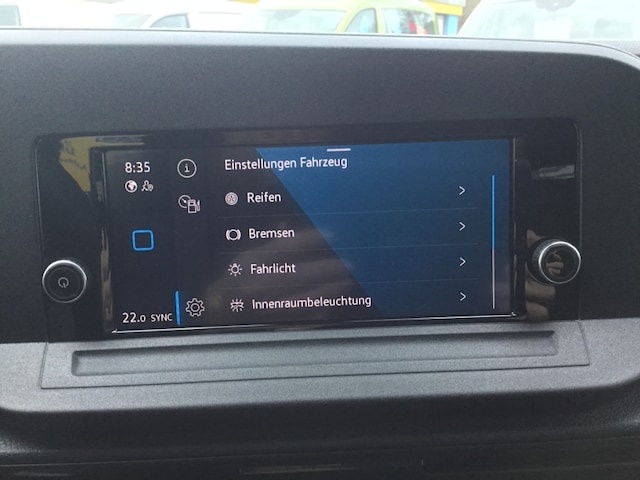 8:35
Einstellungen Fahrzeug
Reifen
Bremsen
Fahrlicht
Innenraumbeleuchtung
22.0 SYNC